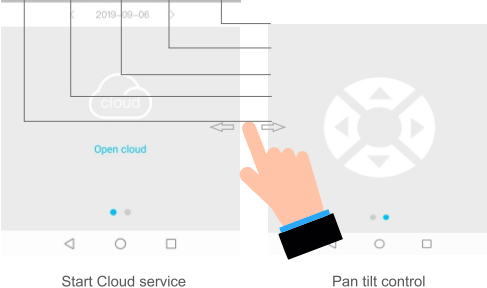 2019-09-06
cloud
Open cloud
Start Cloud service
Pan tilt control